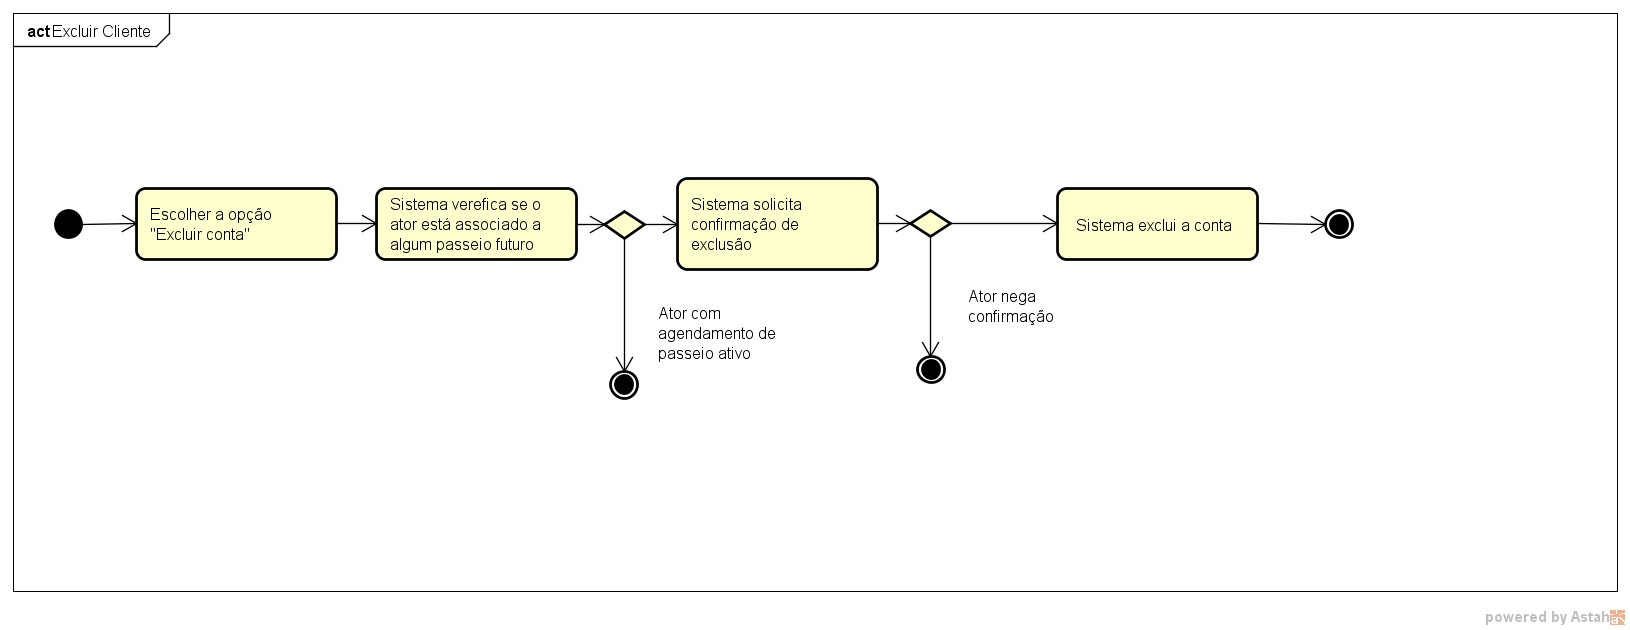 act Excluir Cliente
Escolher a opção
"Excluir conta"
Sistema verefica se o
ator está associado a
algum passeio futuro
Sistema solicita
confirmação de
exclusão
Sistema exclui a conta
Ator com
agendamento de
passeio ativo
Ator nega
confirmação
powered by Astah